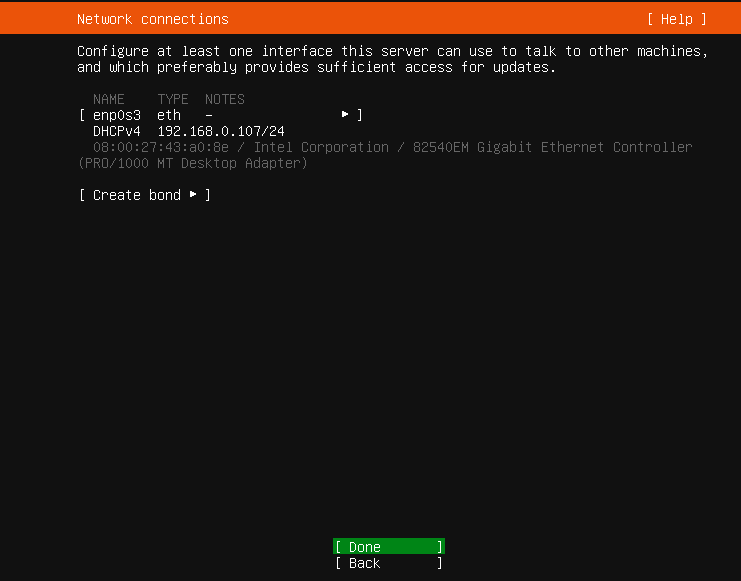 Network connections [ Help ]
Configure at least one interface this server can use to talk to other machines,
and which preferably provides sufficient access for updates.
NAME TYPE NOTES
[ enp0s3 eth - ▸ ]
DHCPv4 192.168.0.107/24
08:00:27:43:a0:8e / Intel Corporation / 82540EM Gigabit Ethernet Controller
(PRO/1000 MT Desktop Adapter)
[ Create bond ▸ ]
[ Done ]
[ Back ]